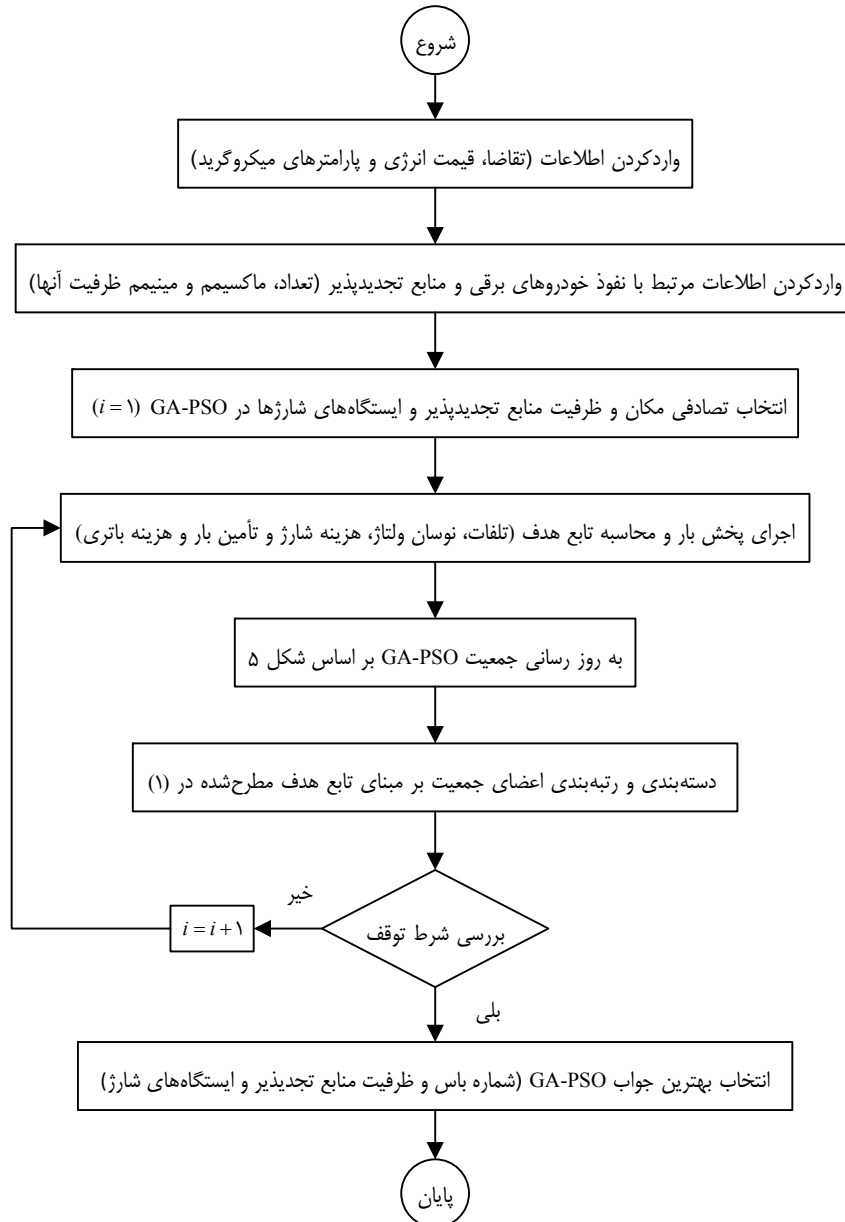 شروع
واردکردن اطلاعات (تقاضا، قیمت انرژی و پارامترهای میکروگرید)
واردکردن اطلاعات مرتبط با نفوذ خودروهای برقی و منابع تجدیدپذیر (تعداد، ماکسیمم و مینیمم ظرفیت آنها)
انتخاب تصادفی مکان و ظرفیت منابع تجدیدپذیر و ایستگاه‌های شارژها در GA-PSO (i = ۱)
اجرای پخش بار و محاسبه تابع هدف (تلفات، نوسان ولتاژ، هزینه شارژ و تأمین بار و هزینه باتری)
به روز رسانی جمعیت GA-PSO بر اساس شکل ۵
دسته‌بندی و رتبه‌بندی اعضای جمعیت بر مبنای تابع هدف مطرح‌شده در (۱)
خیر
i = i + ۱
بررسی شرط توقف
بلی
انتخاب بهترین جواب GA-PSO (شماره باس و ظرفیت منابع تجدیذیر و ایستگاه‌های شارژ)
پایان